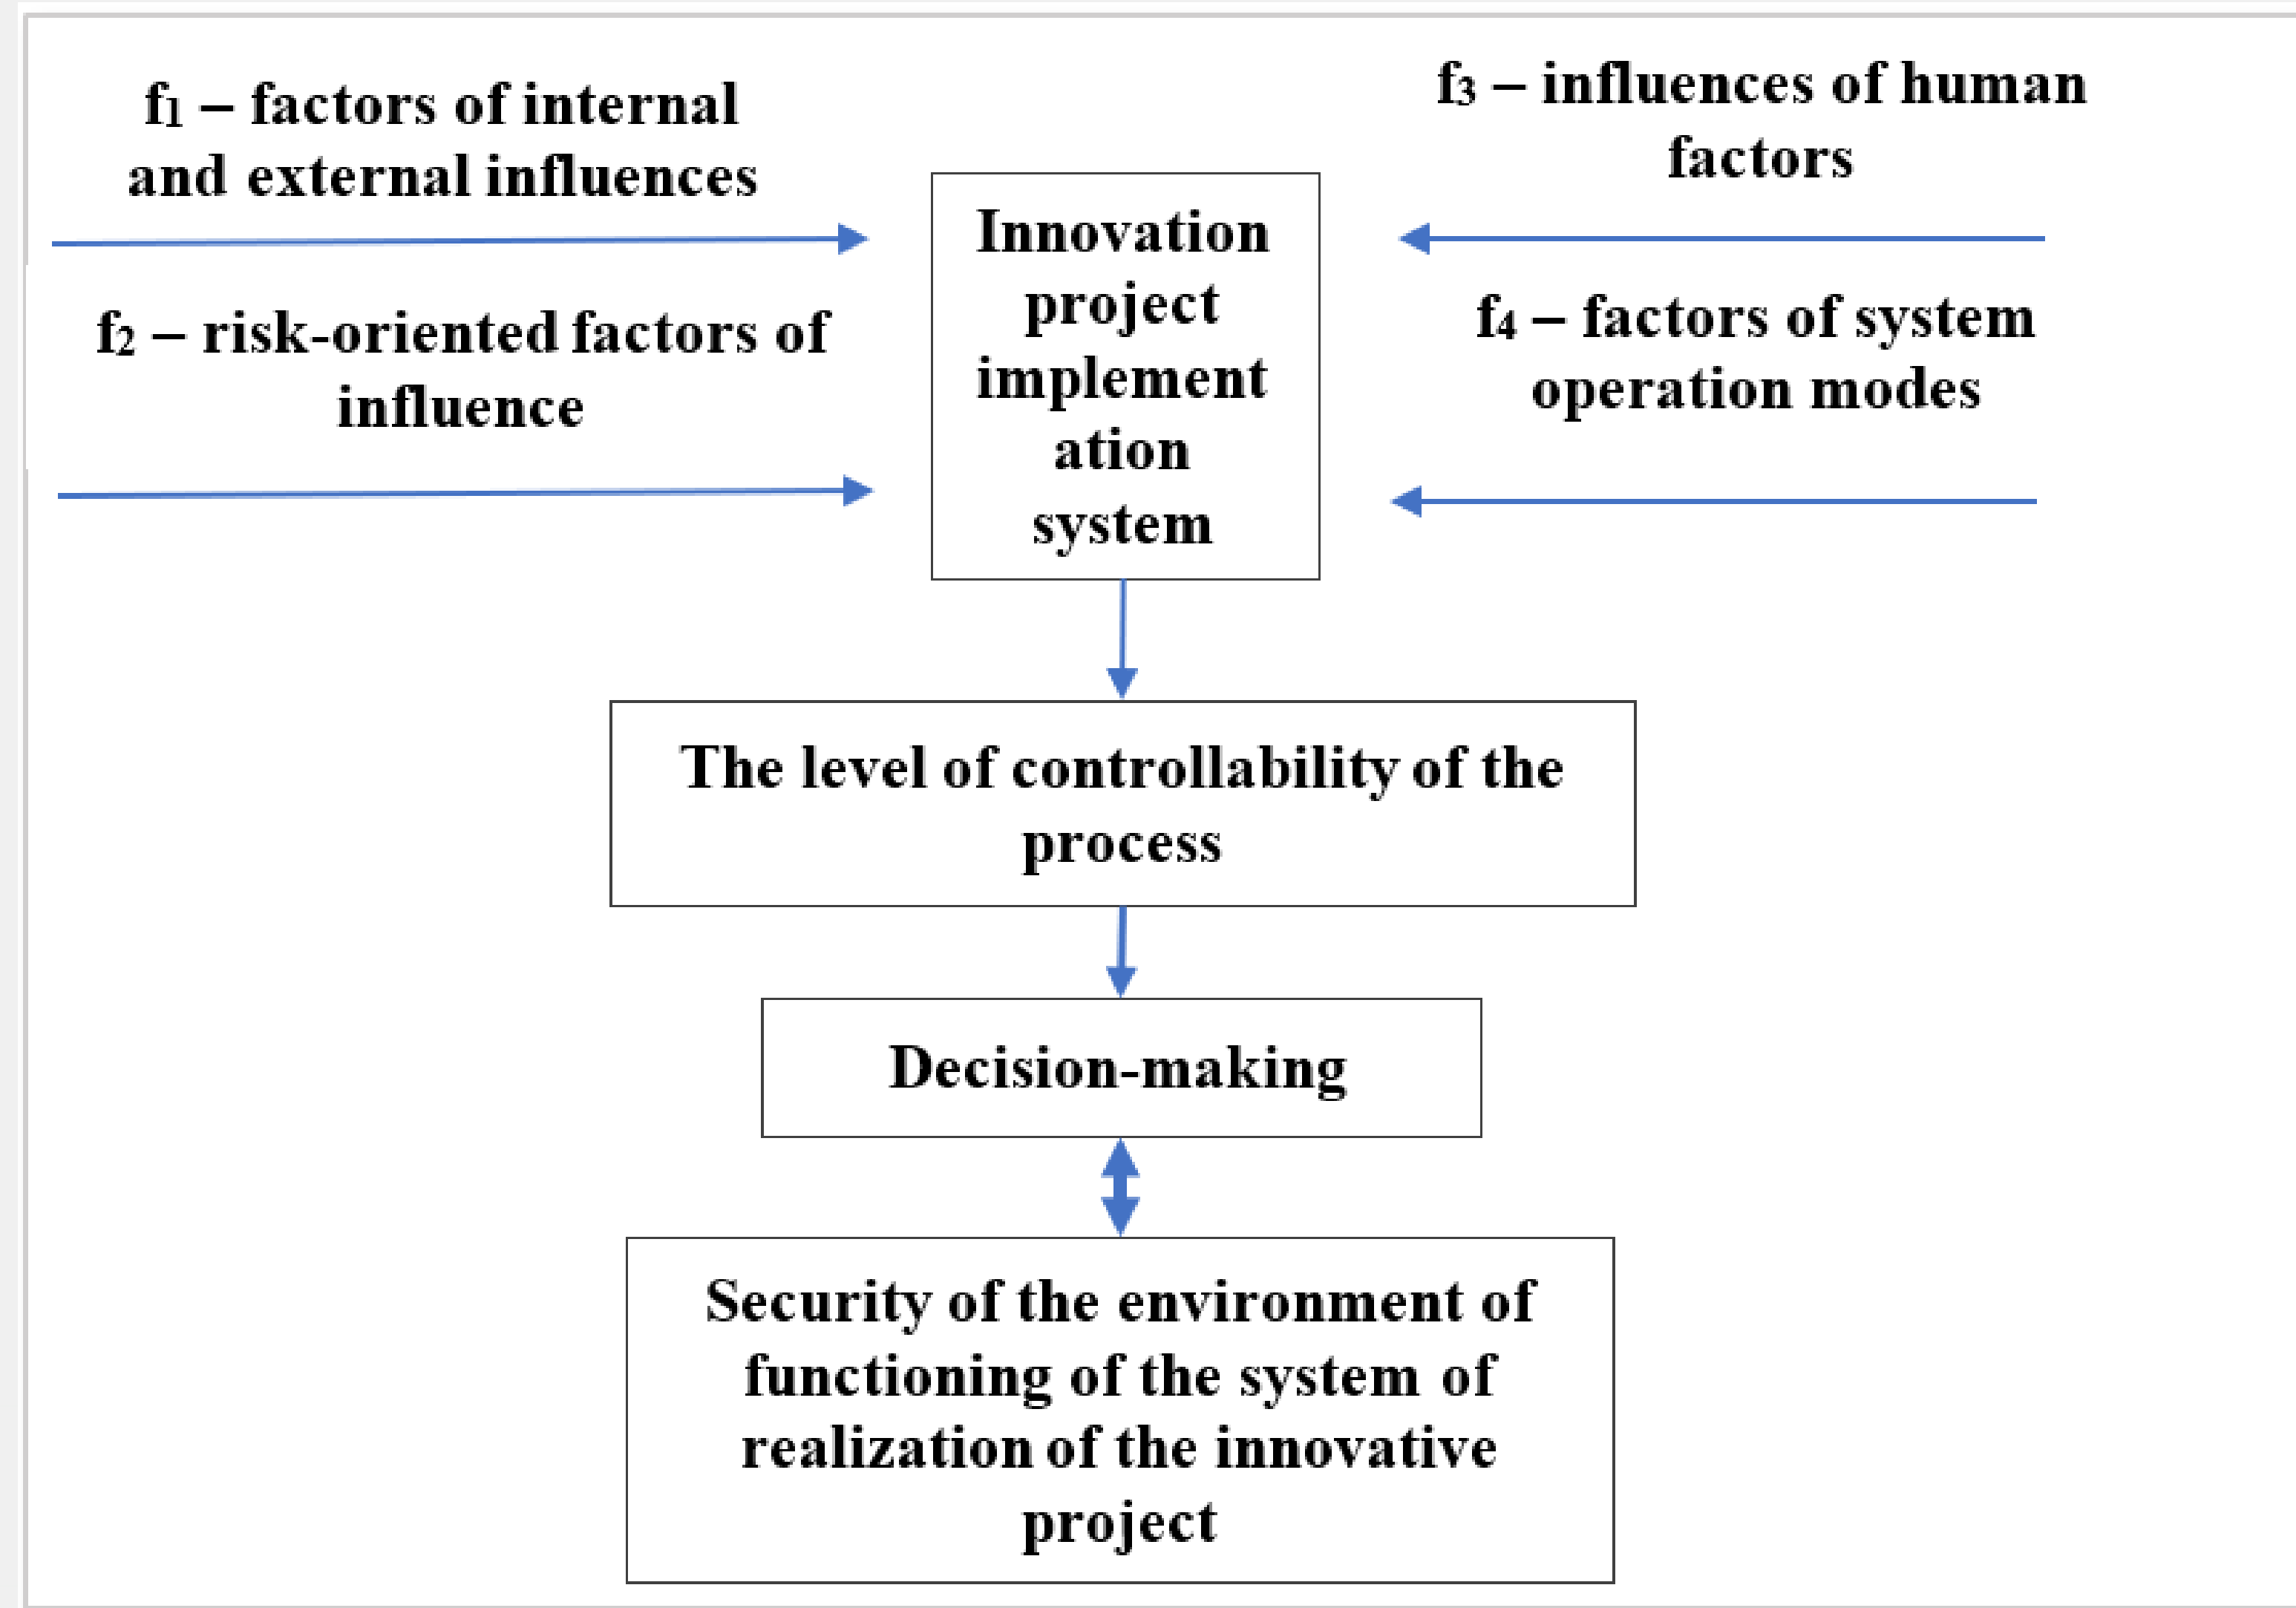 f1 – factors of internal
and external influences
f2 – risk-oriented factors of
influence
Innovation
project
implement
ation
system
f3 – influences of human
factors
f4 – factors of system
operation modes
The level of controllability of the
process
Decision-making
Security of the environment of
functioning of the system of
realization of the innovative
project